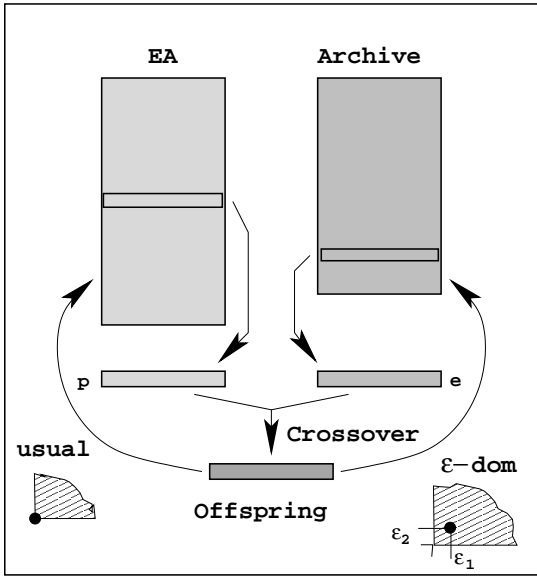 EA
Archive
p
e
Crossover
usual
ε-dom
Offspring
ε2
ε1